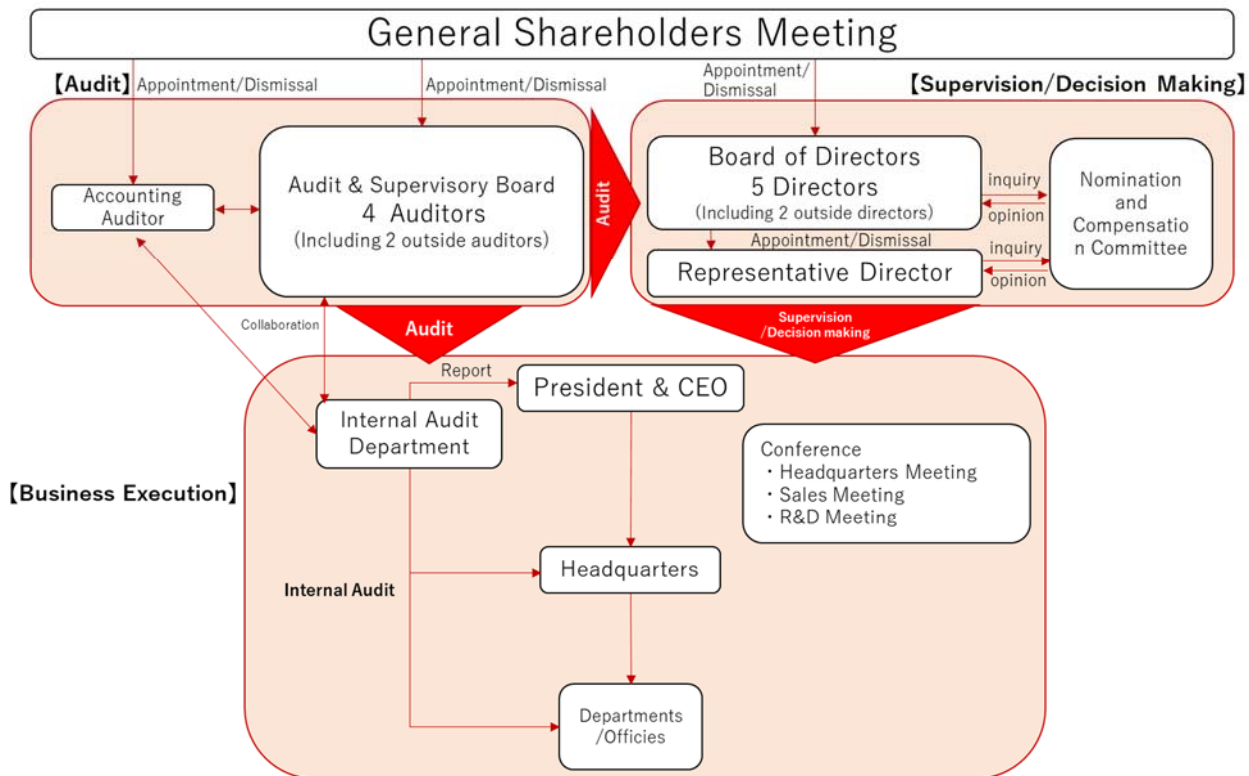 General Shareholders Meeting
【Audit】
Appointment/Dismissal
Appointment/Dismissal
Appointment/
Dismissal
【Supervision/Decision Making】
Accounting
Auditor
Audit & Supervisory Board
4 Auditors
(Including 2 outside auditors)
Audit
Board of Directors
5 Directors
(Including 2 outside directors)
inquiry
opinion
Nomination
and
Compensatio
n Committee
Appointment/Dismissal
Representative Director
inquiry
opinion
Collaboration
Audit
Supervision
/Decision making
【Business Execution】
Report
President & CEO
Internal Audit
Department
Conference
・Headquarters Meeting
・Sales Meeting
・R&D Meeting
Internal Audit
Headquarters
Departments
/Officies